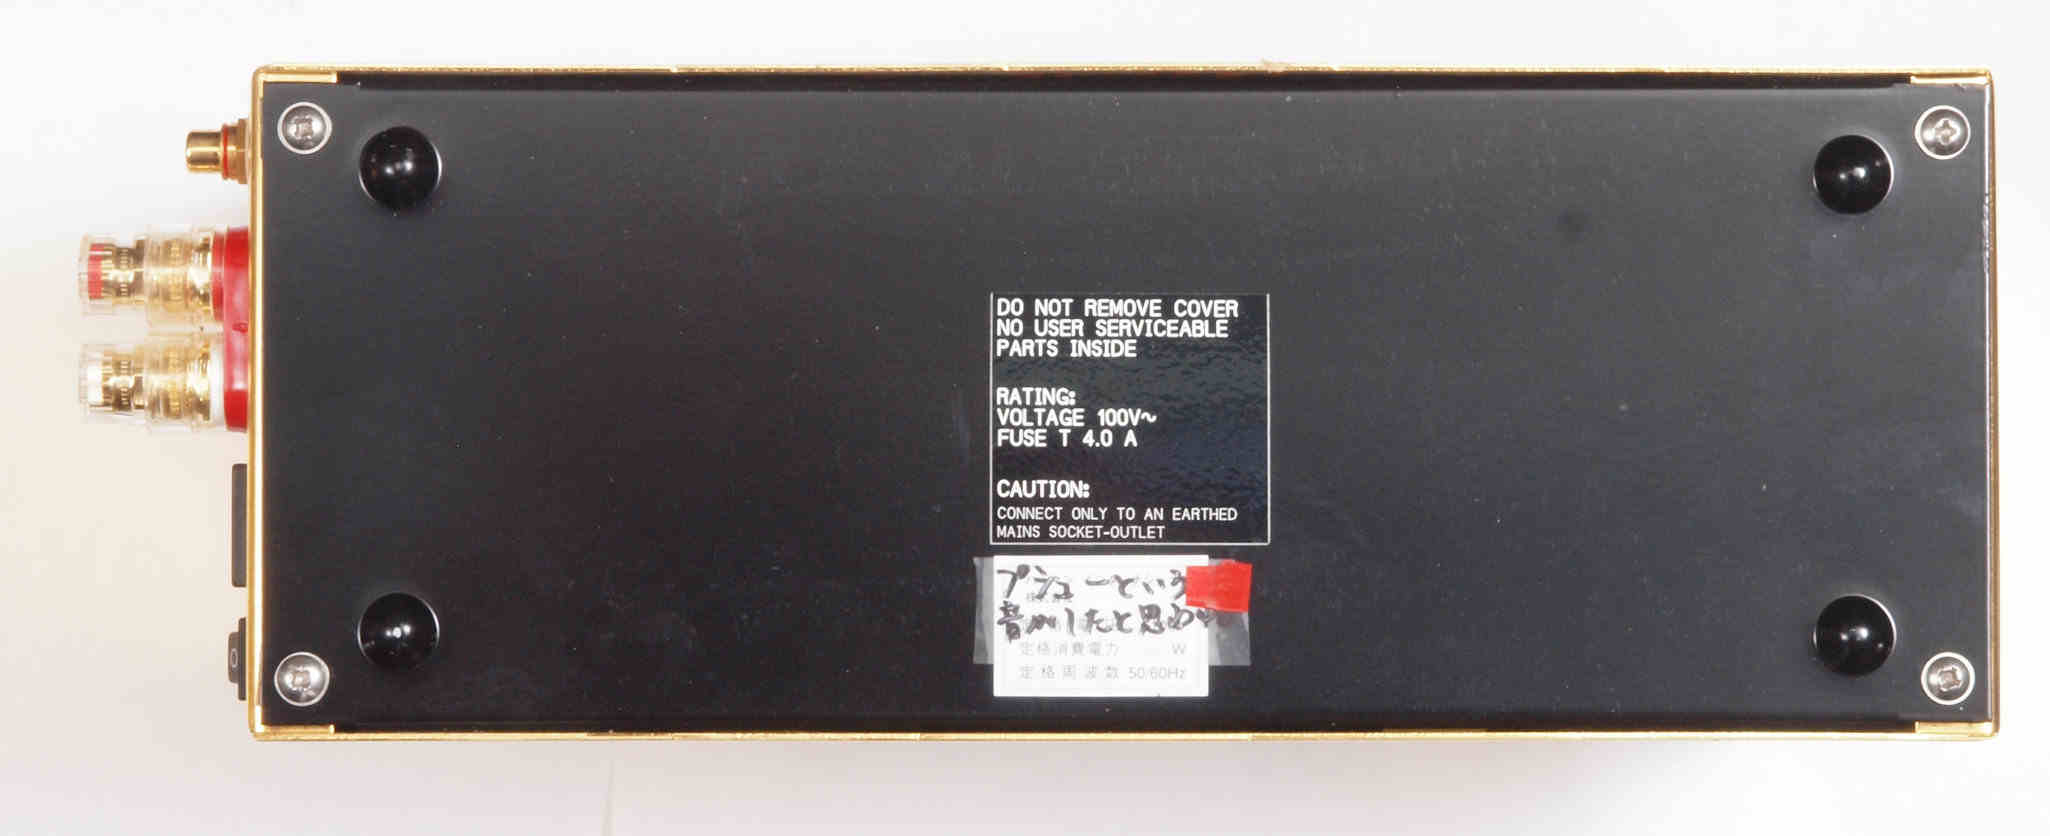 DO NOT REMOVE COVER
NO USER SERVICEABLE
PARTS INSIDE
RATING:
VOLTAGE 100V~
FUSE T 4.0 A
CAUTION:
CONNECT ONLY TO AN EARTHED
MAINS SOCKET-OUTLET
プシューという
音がしたと思
定格消費電力 W
定格周波数 50/60Hz